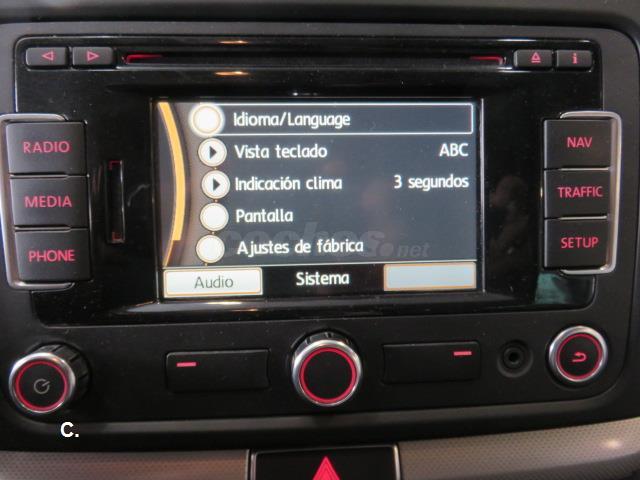 RADIO
MEDIA
PHONE
Idioma/Language
Vista teclado ABC
Indicación clima 3 segundos
Pantalla
Ajustes de fábrica
coches.net
Audio Sistema
NAV
TRAFFIC
SETUP
i
C.